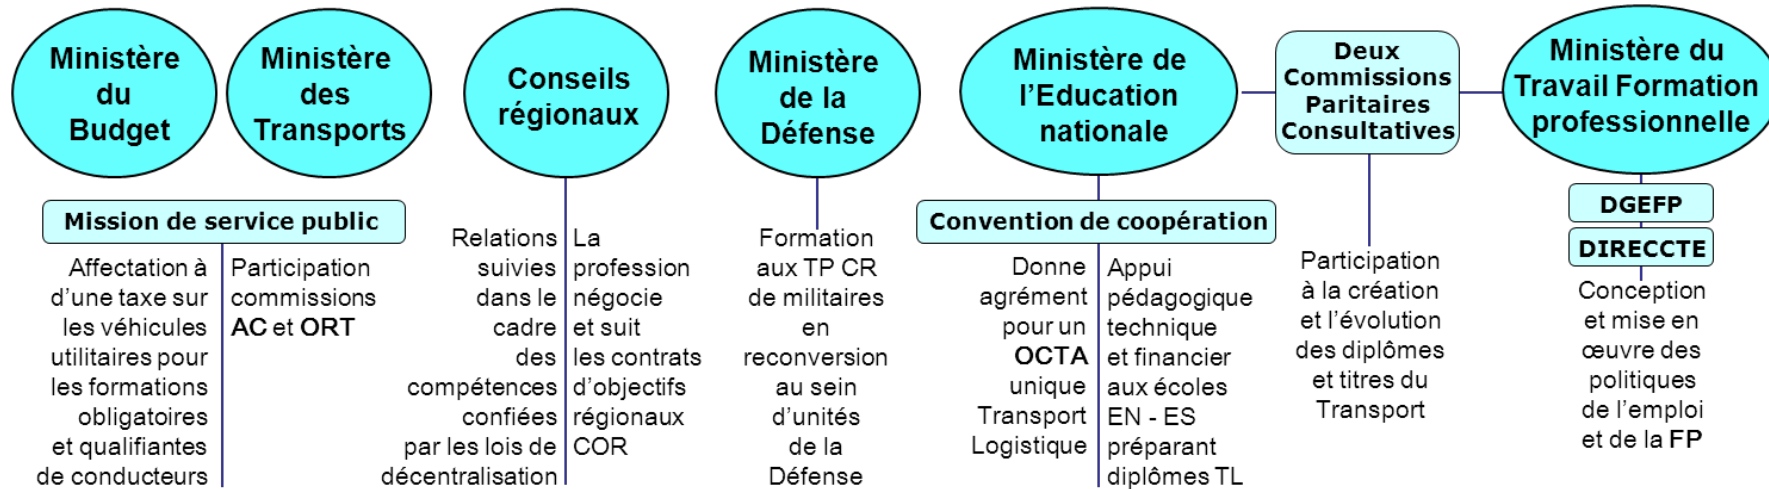 Ministère
du
Budget
Ministère
des
Transports
Mission de service public
Affectation à
d’une taxe sur
les véhicules
utilitaires pour
les formations
obligatoires
et qualifiantes
de conducteurs
Participation
commissions
AC et ORT
Conseils
régionaux
Relations
suivies
dans le
cadre
des
compétences
confiées
par les lois de
décentralisation
La
profession
négocie
et suit
les contrats
d’objectifs
régionaux
COR
Ministère
de la
Défense
Formation
aux TP CR
de militaires
en
reconversion
au sein
d’unités
de la
Défense
Ministère de
l’Education
nationale
Convention de coopération
Donne
agrément
pour un
OCTA
unique
Transport
Logistique
Appui
pédagogique
technique
et financier
aux écoles
EN - ES
préparant
diplômes TL
Deux
Commissions
Paritaires
Consultatives
Participation
à la création
et l’évolution
des diplômes
et titres du
Transport
Ministère du
Travail Formation
professionnelle
DGEFP
DIRECCTE
Conception
et mise en
œuvre des
politiques
de l’emploi
et de la FP